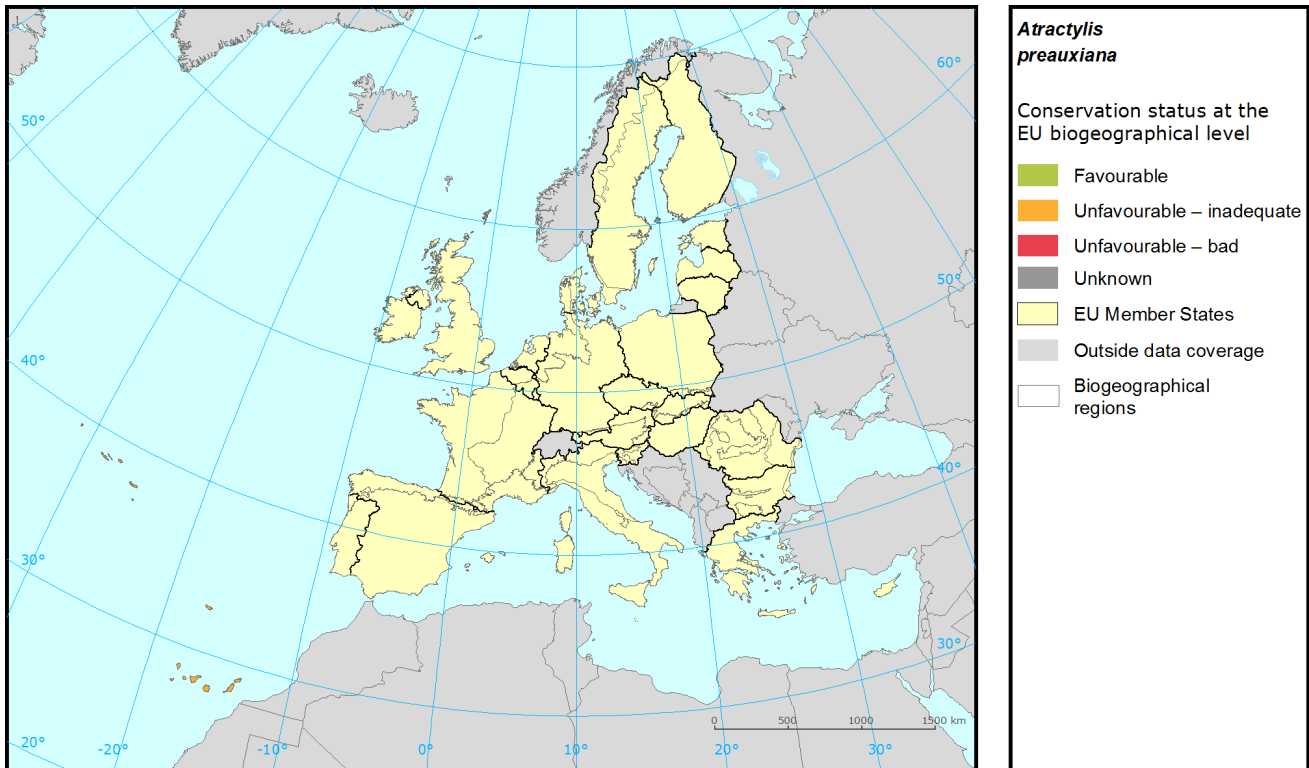 Atractylis
preauxiana
Conservation status at the
EU biogeographical level
Favourable
Unfavourable – inadequate
Unfavourable – bad
Unknown
EU Member States
Outside data coverage
Biogeographical
regions
60°
50°
50°
40°
40°
30°
30°
0 500 1000 1500 km
20° -20° -10° 0° 10° 20° 30°